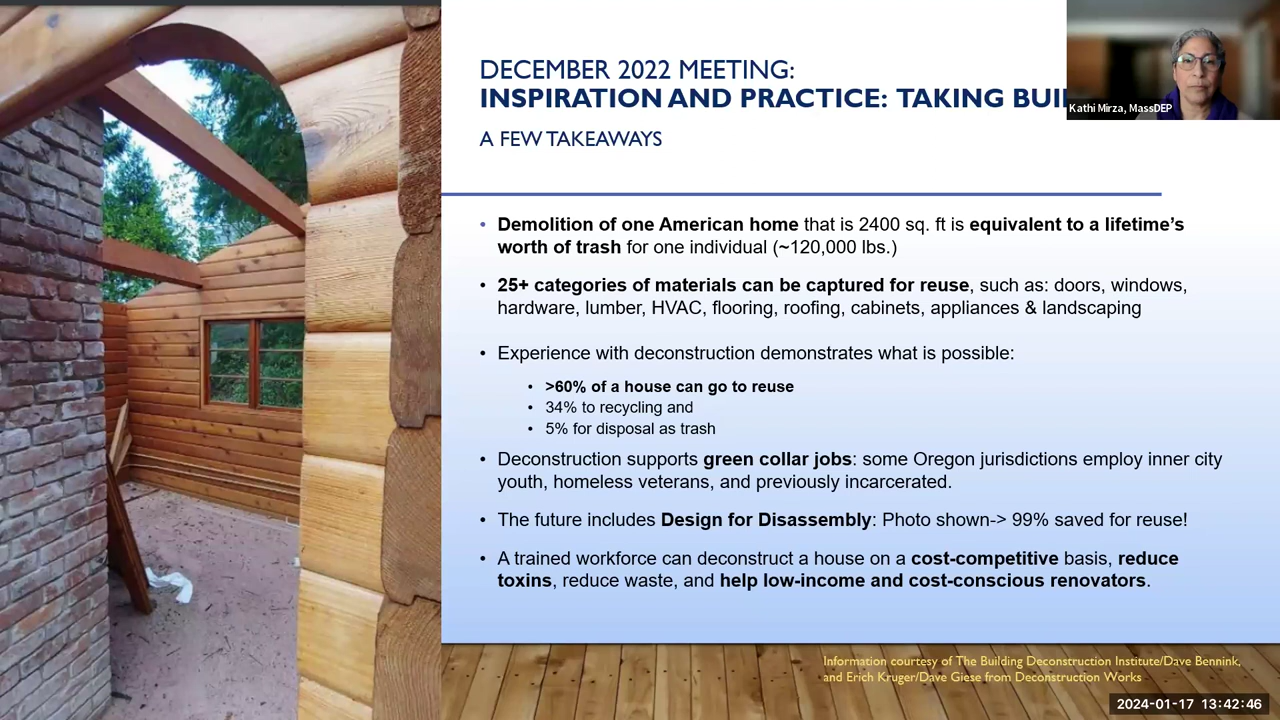 DECEMBER 2022 MEETING:
INSPIRATION AND PRACTICE: TAKING
Kathi Mirza, MassDEP
A FEW TAKEAWAYS
• Demolition of one American home that is 2400 sq. ft is equivalent to a lifetime's
worth of trash for one individual (~120,000 lbs.)
• 25+ categories of materials can be captured for reuse, such as: doors, windows,
hardware, lumber, HVAC, flooring, roofing, cabinets, appliances & landscaping
• Experience with deconstruction demonstrates what is possible:
• >60% of a house can go to reuse
• 34% to recycling and
• 5% for disposal as trash
• Deconstruction supports green collar jobs: some Oregon jurisdictions employ inner city
youth, homeless veterans, and previously incarcerated.
• The future includes Design for Disassembly: Photo shown-> 99% saved for reuse!
• A trained workforce can deconstruct a house on a cost-competitive basis, reduce
toxins, reduce waste, and help low-income and cost-conscious renovators.
Information courtesy of The Building Deconstruction Institute/Dave Bennink,
and Erich Kruger/Dave Giese from Deconstruction Works
2024-01-17 13:42:46